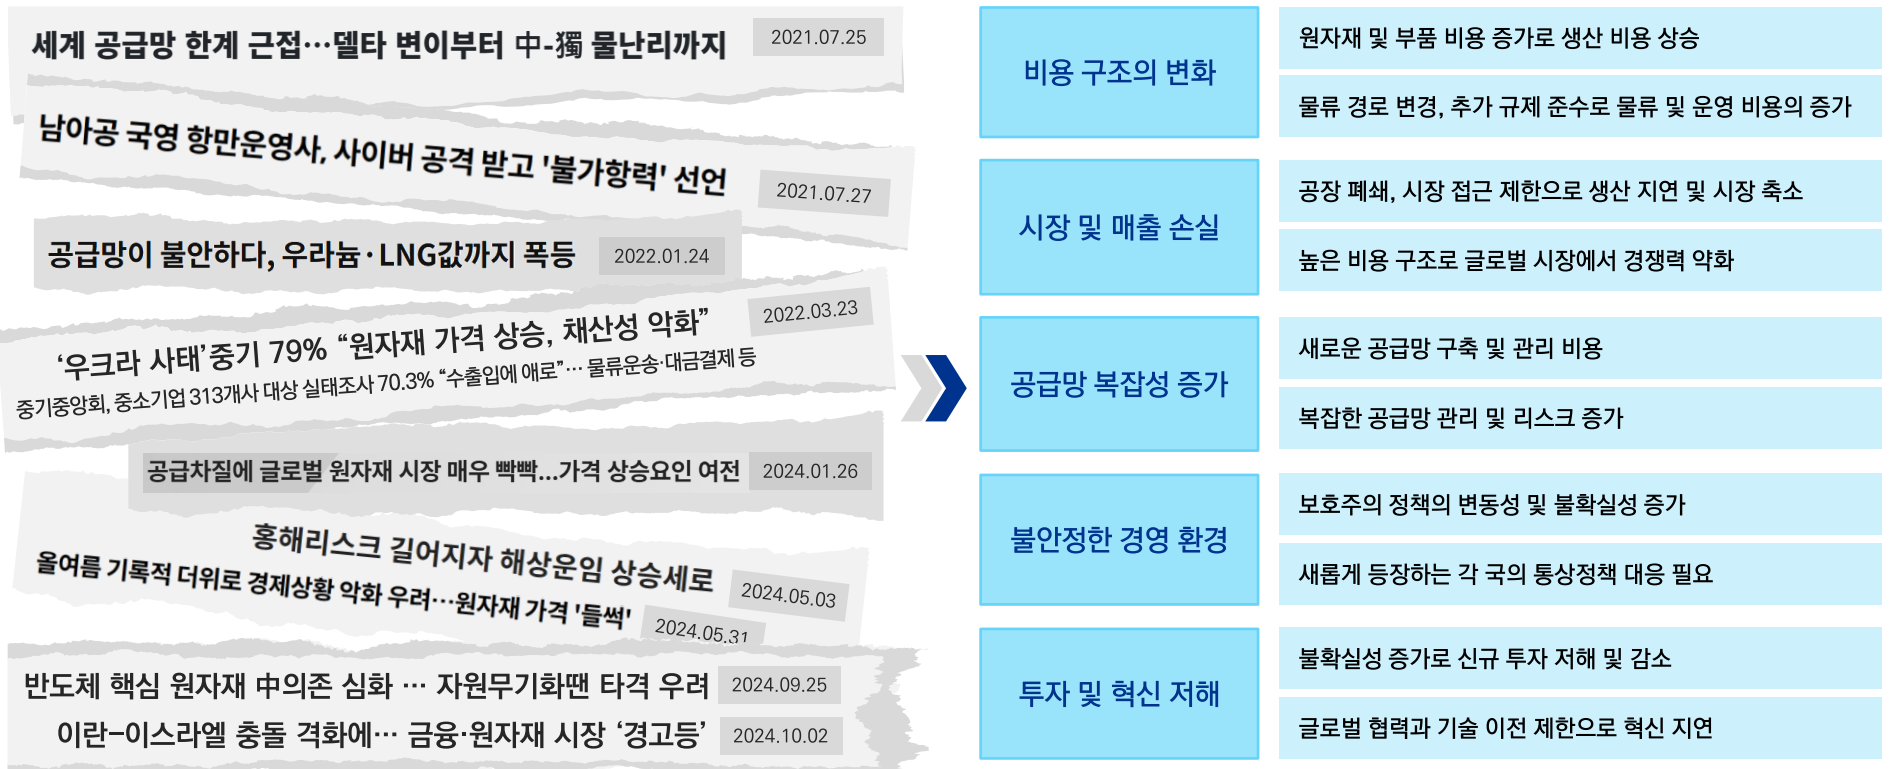 세계 공급망 한계 근접…델타 변이부터 中-獨 물난리까지 2021.07.25
남아공 국영 항만운영사, 사이버 공격 받고 '불가항력' 선언 2021.07.27
공급망이 불안하다, 우라늄·LNG값까지 폭등 2022.01.24
‘우크라 사태’중기 79% “원자재 가격 상승, 채산성 악화” 2022.03.23
중기중앙회, 중소기업 313개사 대상 실태조사 70.3% “수출입에 애로”… 물류운송·대금결제 등
공급차질에 글로벌 원자재 시장 매우 빡빡...가격 상승요인 여전 2024.01.26
홍해리스크 길어지자 해상운임 상승세로 2024.05.03
올여름 기록적 더위로 경제상황 악화 우려…원자재 가격 '들썩' 2024.05.31
반도체 핵심 원자재 中의존 심화 … 자원무기화땐 타격 우려 2024.09.25
이란-이스라엘 충돌 격화에… 금융·원자재 시장 ‘경고등’ 2024.10.02
비용 구조의 변화
원자재 및 부품 비용 증가로 생산 비용 상승
물류 경로 변경, 추가 규제 준수로 물류 및 운영 비용의 증가
시장 및 매출 손실
공장 폐쇄, 시장 접근 제한으로 생산 지연 및 시장 축소
높은 비용 구조로 글로벌 시장에서 경쟁력 약화
공급망 복잡성 증가
새로운 공급망 구축 및 관리 비용
복잡한 공급망 관리 및 리스크 증가
불안정한 경영 환경
보호주의 정책의 변동성 및 불확실성 증가
새롭게 등장하는 각 국의 통상정책 대응 필요
투자 및 혁신 저해
불확실성 증가로 신규 투자 저해 및 감소
글로벌 협력과 기술 이전 제한으로 혁신 지연